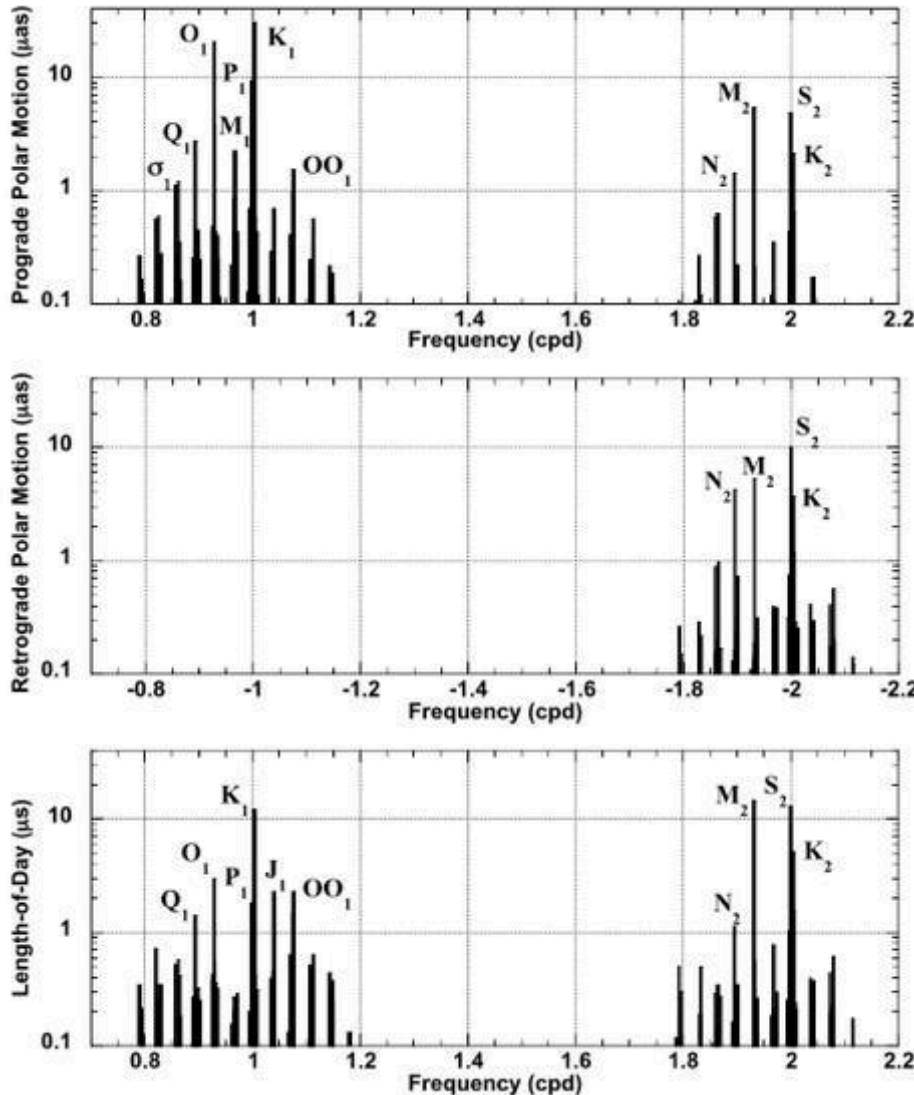 Prograde Polar Motion (μas)
10
1
0.1
σ₁
Q₁
O₁
M₁
P₁
K₁
OO₁
N₂
M₂
S₂
K₂
0.8 1 1.2 1.4 1.6 1.8 2 2.2
Frequency (cpd)
Retrograde Polar Motion (μas)
10
1
0.1
N₂
M₂
S₂
K₂
-0.8 -1 -1.2 -1.4 -1.6 -1.8 -2 -2.2
Frequency (cpd)
Length-of-Day (μs)
10
1
0.1
Q₁
O₁
P₁
K₁
J₁
OO₁
N₂
M₂
S₂
K₂
0.8 1 1.2 1.4 1.6 1.8 2 2.2
Frequency (cpd)